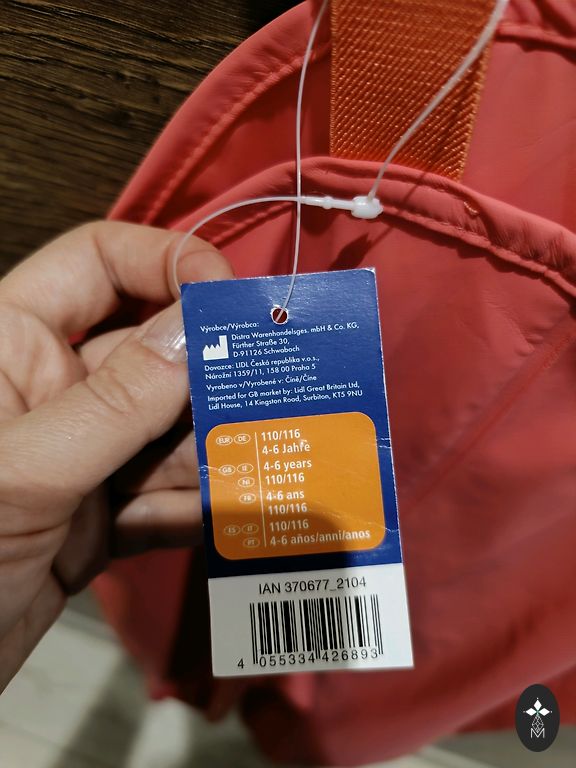 Výrobce/Výrobca:
Distra Warenhandelsges. mbH & Co. KG,
Fürther Straße 30,
D-91126 Schwabach
Dovozce: LIDL Česká republika v.o.s.,
Nárožní 1359/11, 158 00 Praha 5
Vyrobeno v/Vyrobené v: Číně/Číne
Imported for GB market by: Lidl Great Britain Ltd,
Lidl House, 14 Kingston Road, Surbiton, KT5 9NU
EUR DE 110/116
4-6 Jahre
GB IE 4-6 years
NI 110/116
FR 4-6 ans
110/116
ES IT 110/116
PT 4-6 años/anni/anos
IAN 370677_2104
4 055334 426893
M